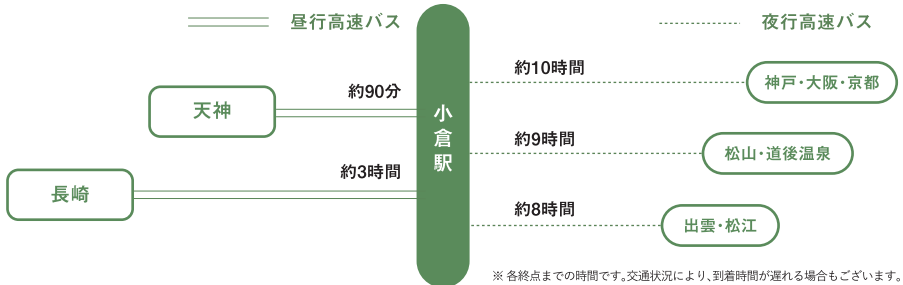 昼行高速バス
夜行高速バス
小倉駅
約90分
天神
約3時間
長崎
約10時間
神戸・大阪・京都
約9時間
松山・道後温泉
約8時間
出雲・松江
※ 各終点までの時間です。交通状況により、到着時間が遅れる場合もございます。